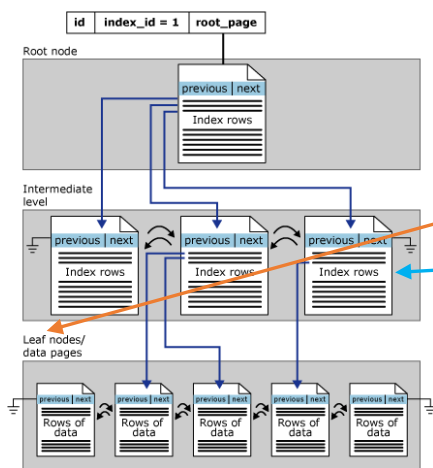 id index_id = 1 root_page
Root node
previous next
Index rows
Intermediate
level
previous next previous next previous next
Index rows Index rows Index rows
Leaf nodes/
data pages
previous next previous next previous next previous next previous next
Rows of Rows of Rows of Rows of Rows of
data data data data data